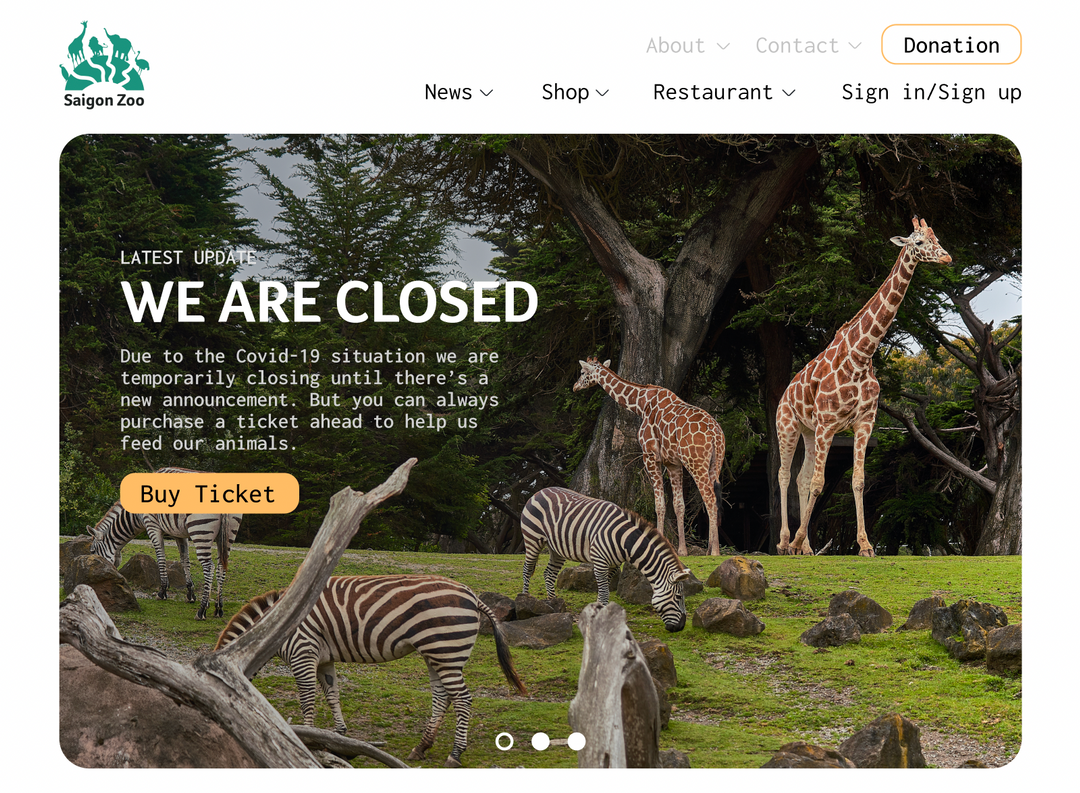 Saigon Zoo
About
Contact
Donation
News
Shop
Restaurant
Sign in/Sign up
LATEST UPDATE
WE ARE CLOSED
Due to the Covid-19 situation we are
temporarily closing until there's a
new announcement. But you can always
purchase a ticket ahead to help us
feed our animals.
Buy Ticket